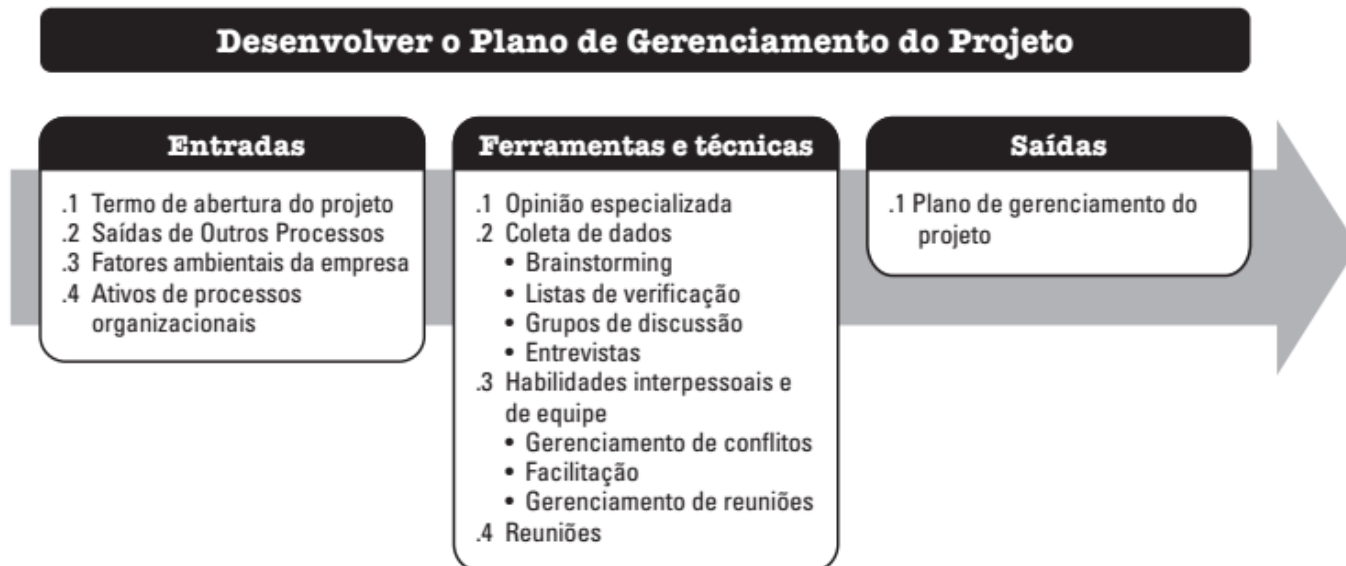 Desenvolver o Plano de Gerenciamento do Projeto
Entradas
.1 Termo de abertura do projeto
.2 Saídas de Outros Processos
.3 Fatores ambientais da empresa
.4 Ativos de processos
organizacionais
Ferramentas e técnicas
.1 Opinião especializada
.2 Coleta de dados
• Brainstorming
• Listas de verificação
• Grupos de discussão
• Entrevistas
.3 Habilidades interpessoais e
de equipe
• Gerenciamento de conflitos
• Facilitação
• Gerenciamento de reuniões
.4 Reuniões
Saídas
.1 Plano de gerenciamento do
projeto